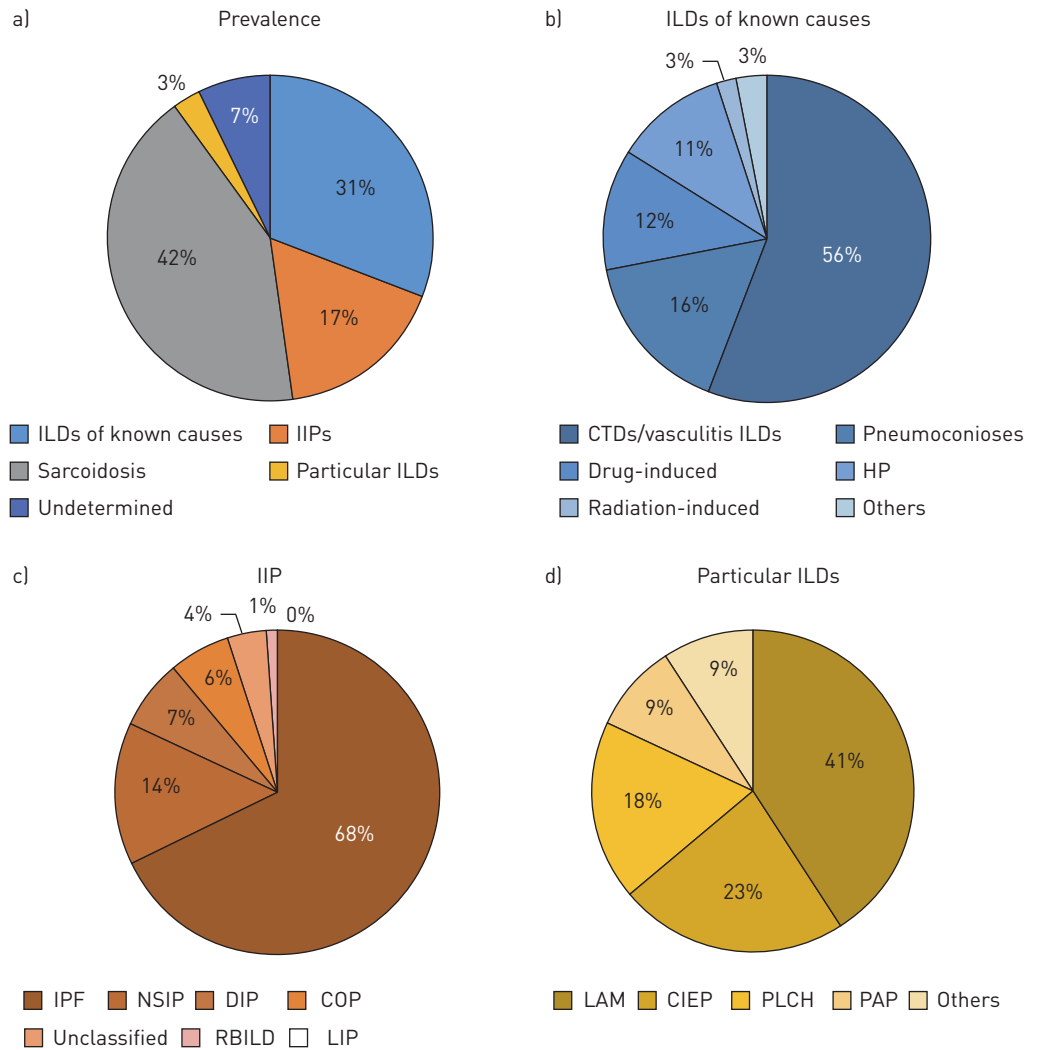 a) Prevalence
3%
7%
31%
42%
17%
ILDs of known causes IIPs
Sarcoidosis Particular ILDs
Undetermined
b) ILDs of known causes
3% 3%
11%
12%
56%
16%
CTDs/vasculitis ILDs Pneumoconioses
Drug-induced HP
Radiation-induced Others
c) IIP
4% 1% 0%
6%
7%
14%
68%
IPF NSIP DIP COP
Unclassified RBILD LIP
d) Particular ILDs
9%
9%
41%
18%
23%
LAM CIEP PLCH PAP Others